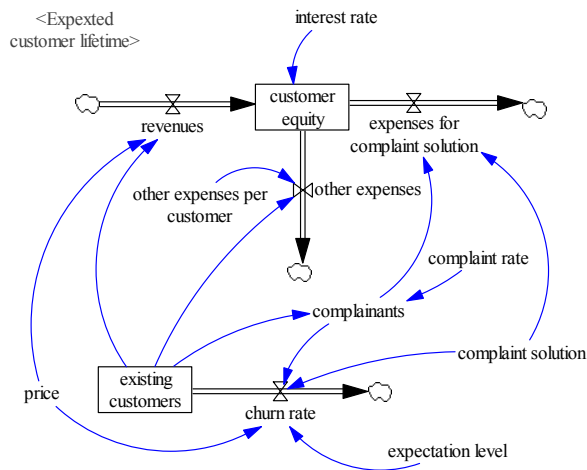 <Expexted
customer lifetime>
interest rate
customer
equity
revenues
expenses for
complaint solution
other expenses per
customer
other expenses
complaint rate
complainants
complaint solution
existing
customers
price
churn rate
expectation level